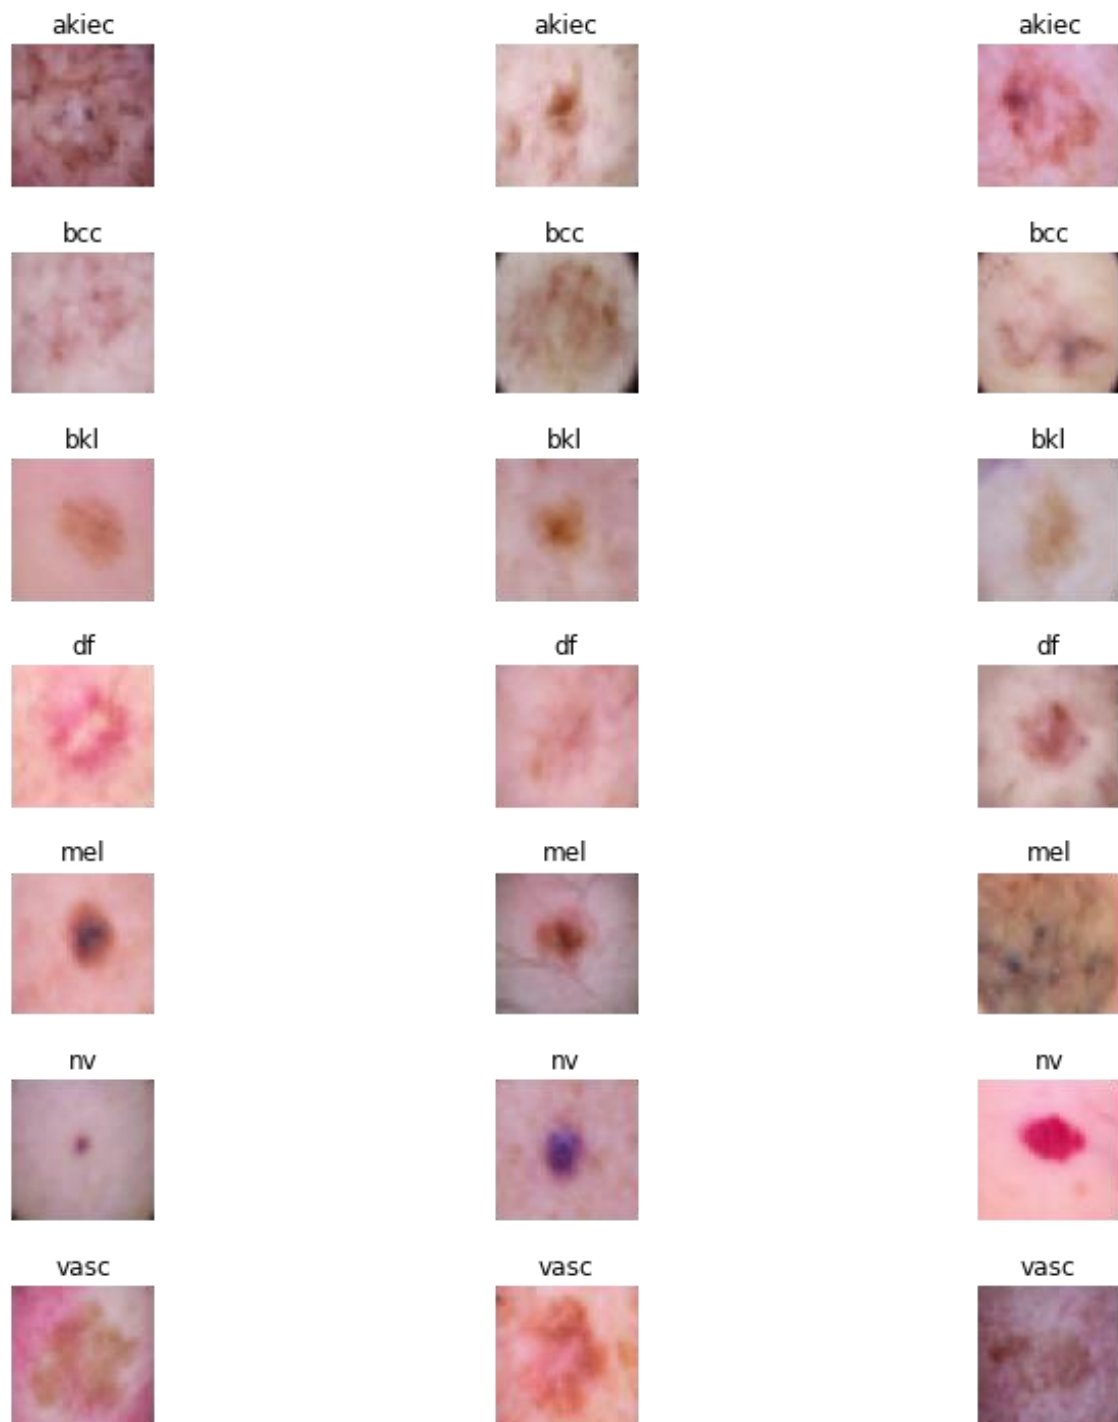 akiec akiec akiec
bcc bcc bcc
bkl bkl bkl
df df df
mel mel mel
nv nv nv
vasc vasc vasc